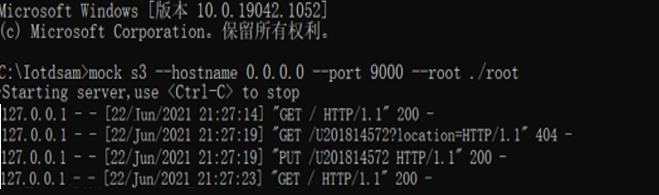 Microsoft Windows [版本 10.0.19042.1052]
(c) Microsoft Corporation。保留所有权利。
C:\Iotdsam>mock s3 --hostname 0.0.0.0 --port 9000 --root ./root
Starting server,use <Ctrl-C> to stop
127.0.0.1 - - [22/Jun/2021 21:27:14] "GET / HTTP/1.1" 200 -
127.0.0.1 - - [22/Jun/2021 21:27:19] "GET /U201814572?location=HTTP/1.1" 404 -
127.0.0.1 - - [22/Jun/2021 21:27:19] "PUT /U201814572 HTTP/1.1" 200 -
127.0.0.1 - - [22/Jun/2021 21:27:23] "GET / HTTP/1.1" 200 -